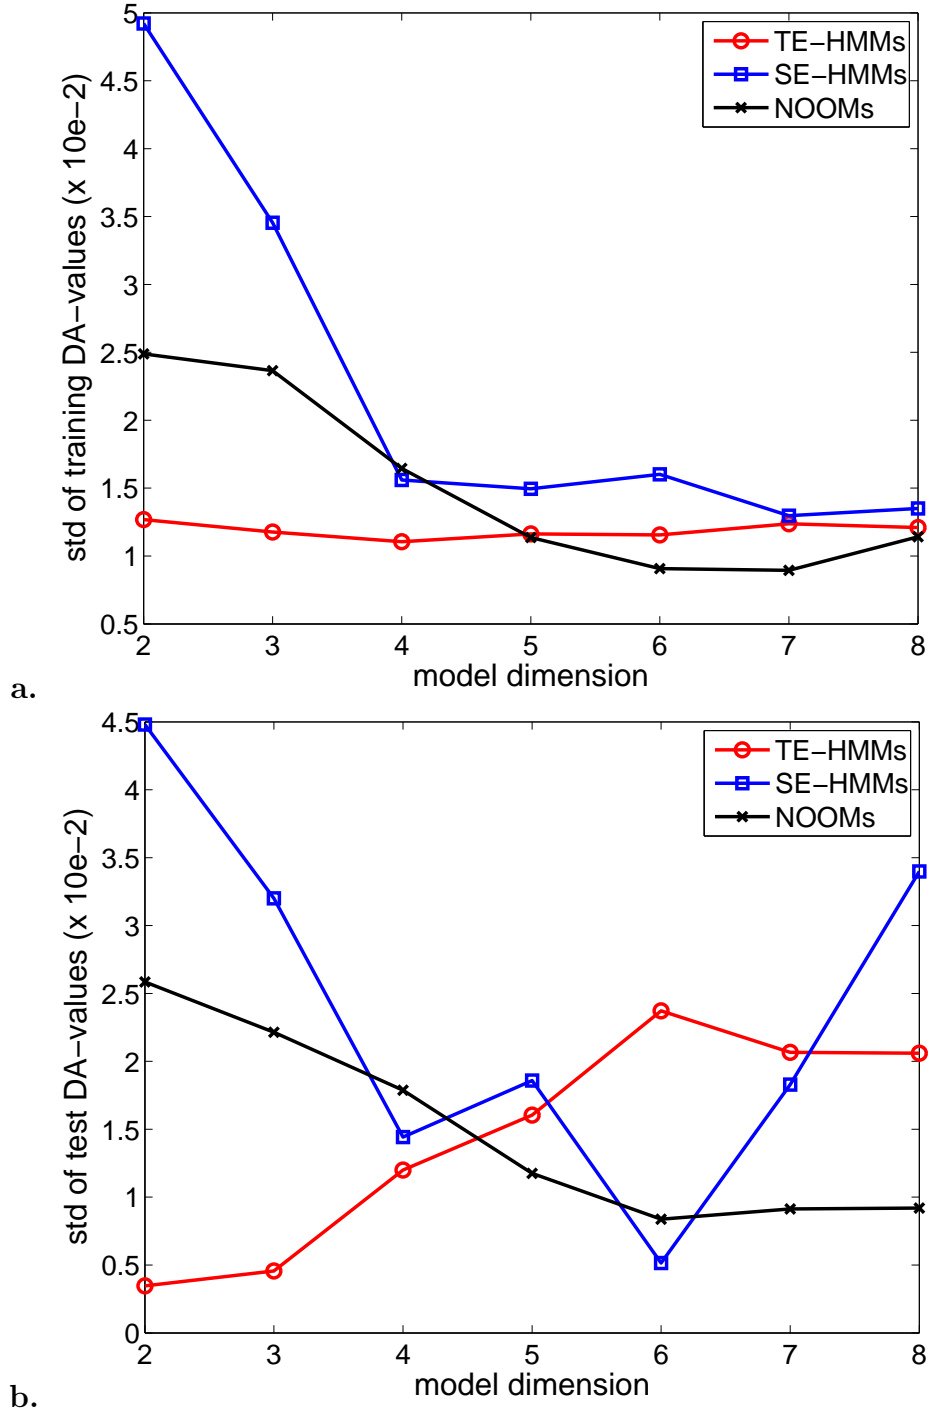 5
4.5
4
3.5
3
2.5
2
1.5
1
0.5
std of training DA−values (x 10e−2)
TE−HMMs
SE−HMMs
NOOMs
2 3 4 5 6 7 8
model dimension
a.
4.5
4
3.5
3
2.5
2
1.5
1
0.5
0
std of test DA−values (x 10e−2)
TE−HMMs
SE−HMMs
NOOMs
2 3 4 5 6 7 8
model dimension
b.